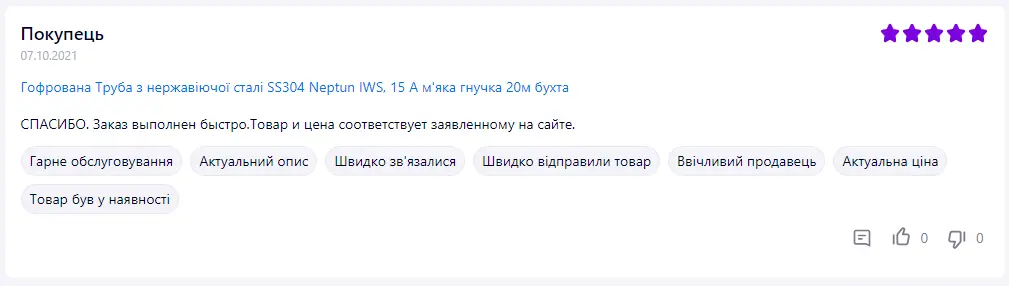 Покупець
07.10.2021
Гофрована Труба з нержавіючої сталі SS304 Neptun IWS, 15 А м'яка гнучка 20м бухта
СПАСИБО. Заказ выполнен быстро.Товар и цена соответствует заявленному на сайте.
Гарне обслуговування Актуальний опис Швидко зв'язалися Швидко відправили товар Ввічливий продавець Актуальна ціна
Товар був у наявності
0 0